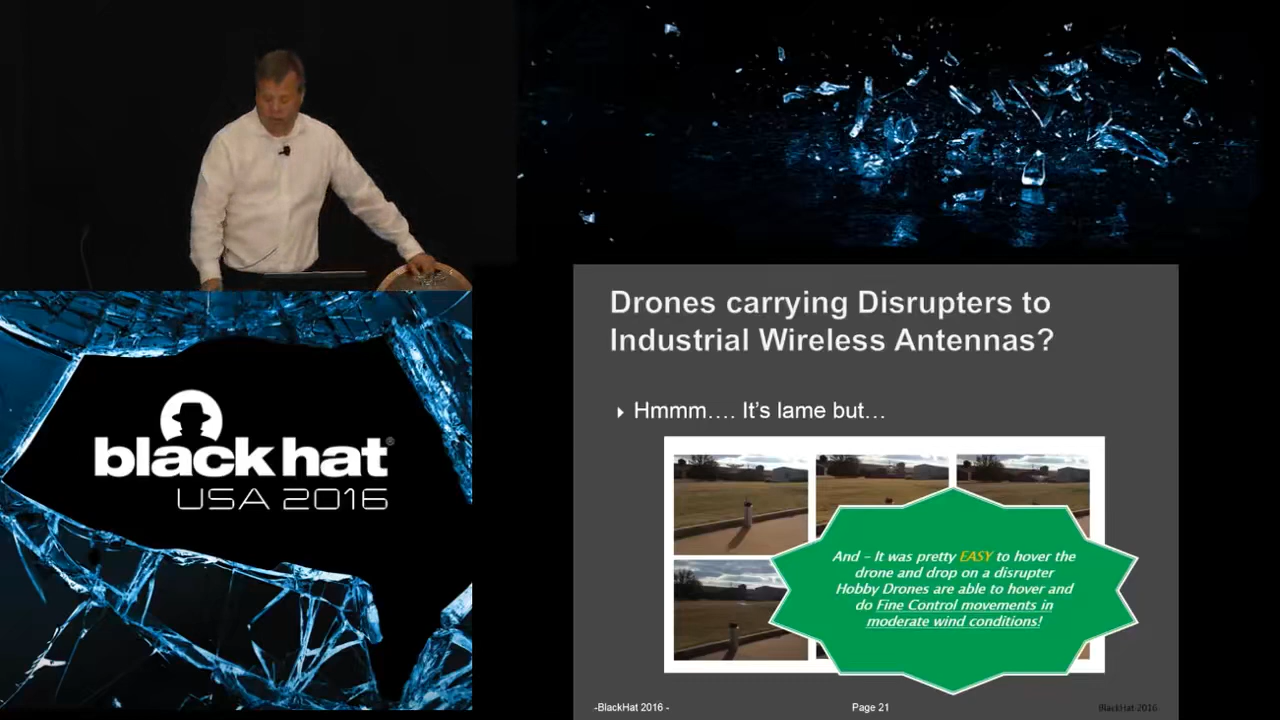 black hat®
USA 2016
Drones carrying Disrupters to
Industrial Wireless Antennas?
Hmmm…. It’s lame but…
And – It was pretty EASY to hover the
drone and drop on a disrupter
Hobby Drones are able to hover and
do Fine Control movements in
moderate wind conditions!
-BlackHat 2016 -
Page 21
BlackHat 2016